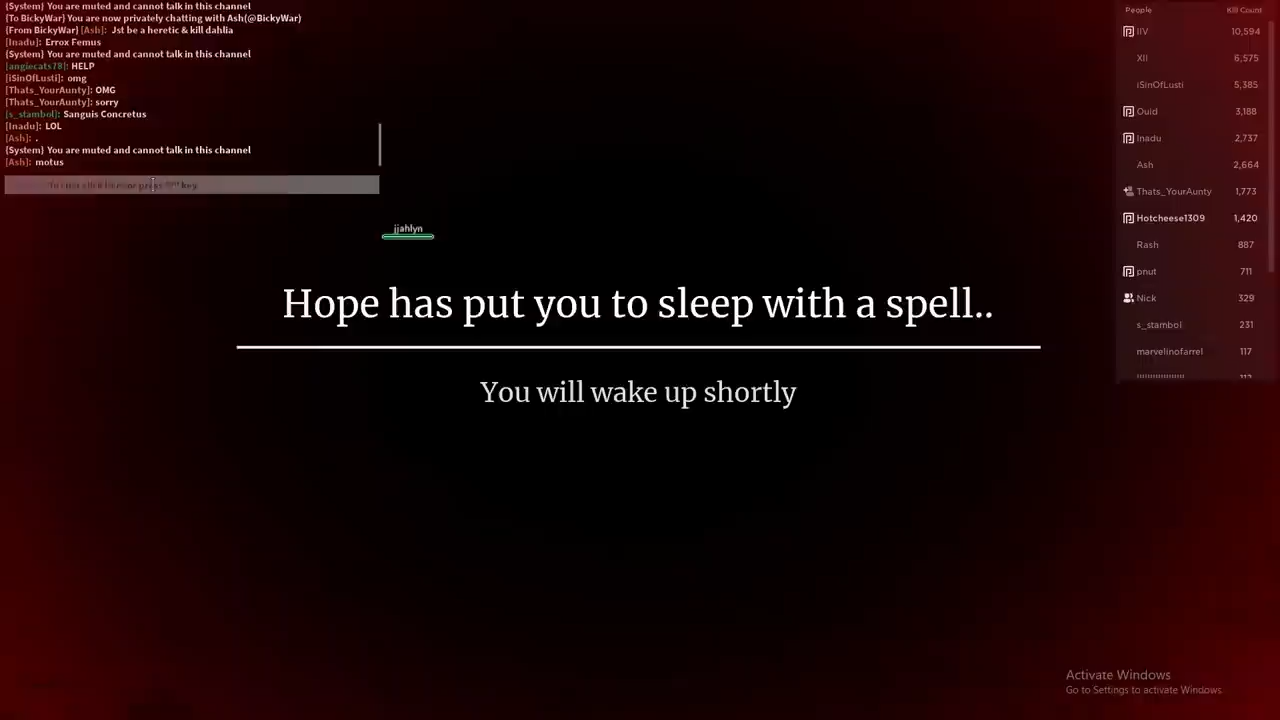 {System} You are muted and cannot talk in this channel
{To BickyWar} You are now privately chatting with Ash(@BickyWar)
{From BickyWar} [Ash]: Jst be a heretic & kill dahlia
[Inadu]: Errox Femus
{System} You are muted and cannot talk in this channel
[angiecats78]: HELP
[iSinOfLusti]: omg
[Thats_YourAunty]: OMG
[Thats_YourAunty]: sorry
[s_stambol]: Sanguis Concretus
[Inadu]: LOL
[Ash]: .
{System} You are muted and cannot talk in this channel
[Ash]: motus
jjahlyn
Hope has put you to sleep with a spell..
You will wake up shortly
People Kill Count
IIV 10,594
XII 6,575
iSinOfLusti 5,385
Ouid 3,188
Inadu 2,737
Ash 2,664
Thats_YourAunty 1,773
Hotcheese1309 1,420
Rash 887
pnut 711
Nick 329
s_stambol 231
marvelinofarrel 117
Activate Windows
Go to Settings to activate Windows.